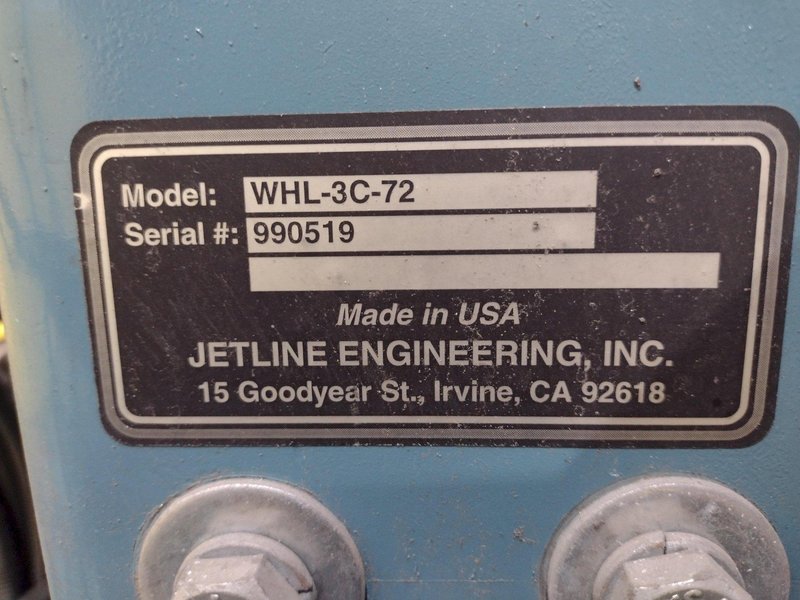 Model: WHL-3C-72
Serial #: 990519
Made in USA
JETLINE ENGINEERING, INC.
15 Goodyear St., Irvine, CA 92618